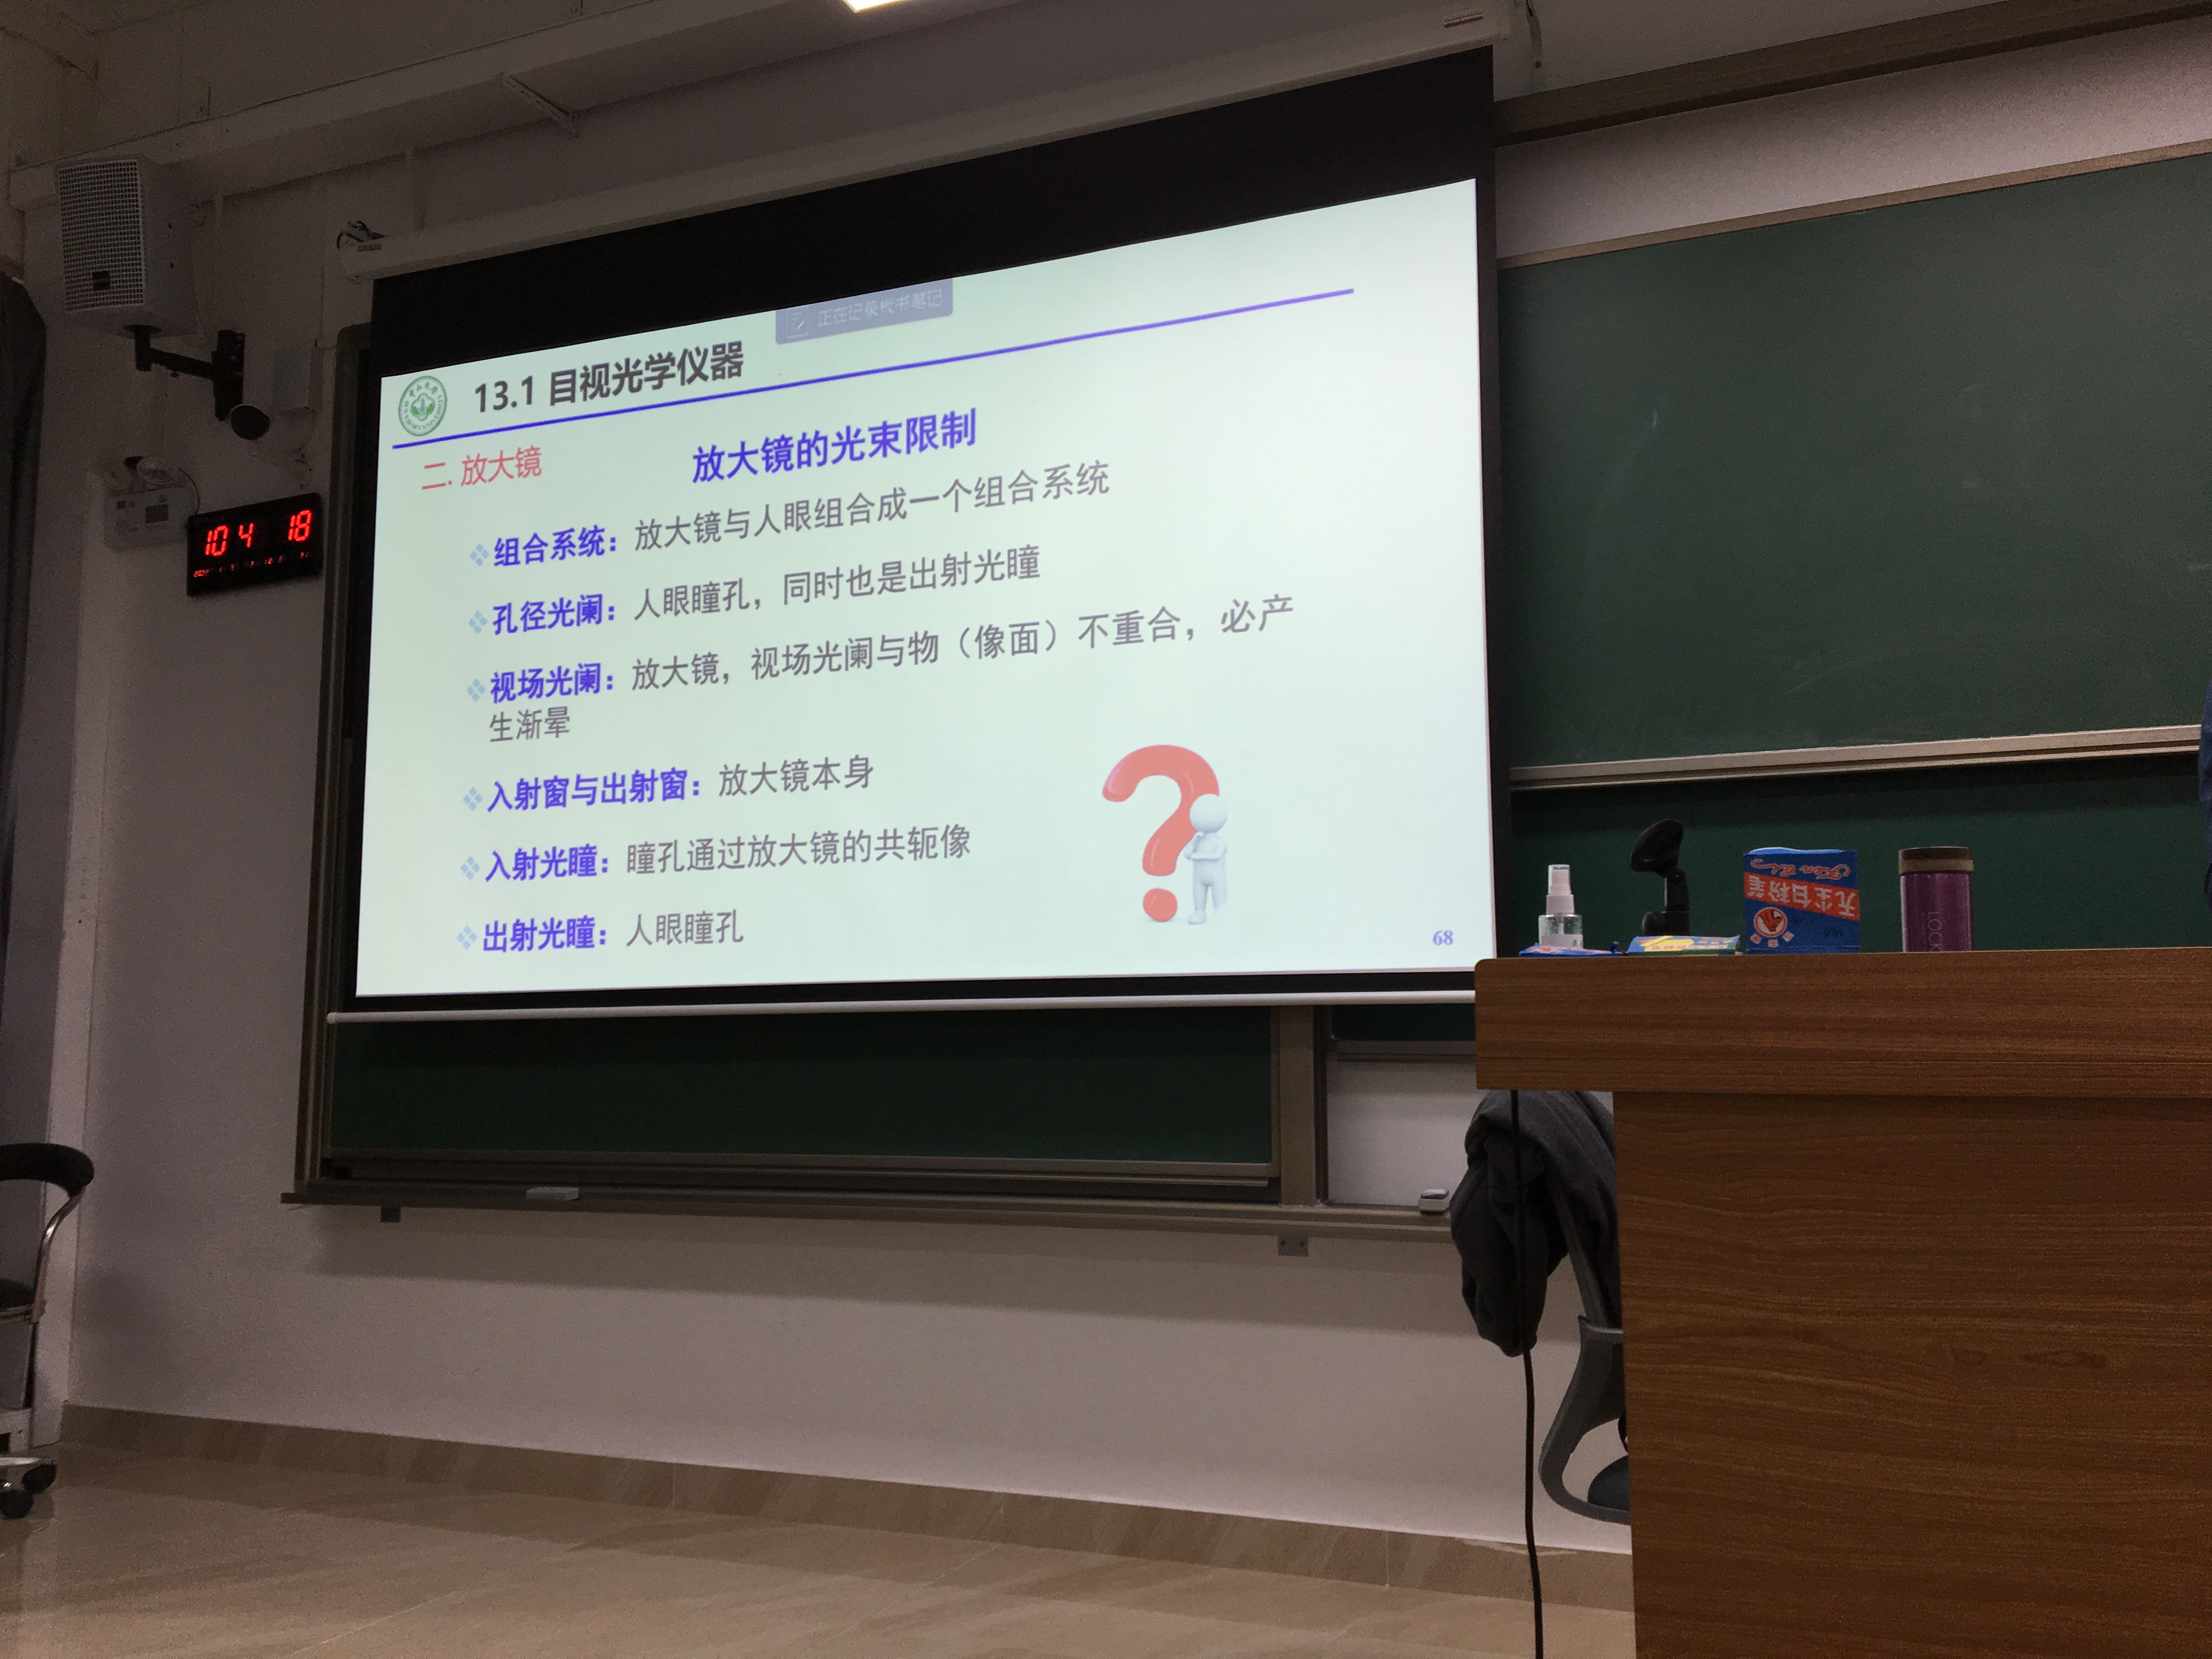 正在记录板书笔记
13.1 目视光学仪器
二. 放大镜
放大镜的光束限制
组合系统：放大镜与人眼组合成一个组合系统
孔径光阑：人眼瞳孔，同时也是出射光瞳
视场光阑：放大镜，视场光阑与物（像面）不重合，必产
生渐晕
入射窗与出射窗：放大镜本身
入射光瞳：瞳孔通过放大镜的共轭像
出射光瞳：人眼瞳孔
68
10 4 18
无尘白粉笔
LOCK